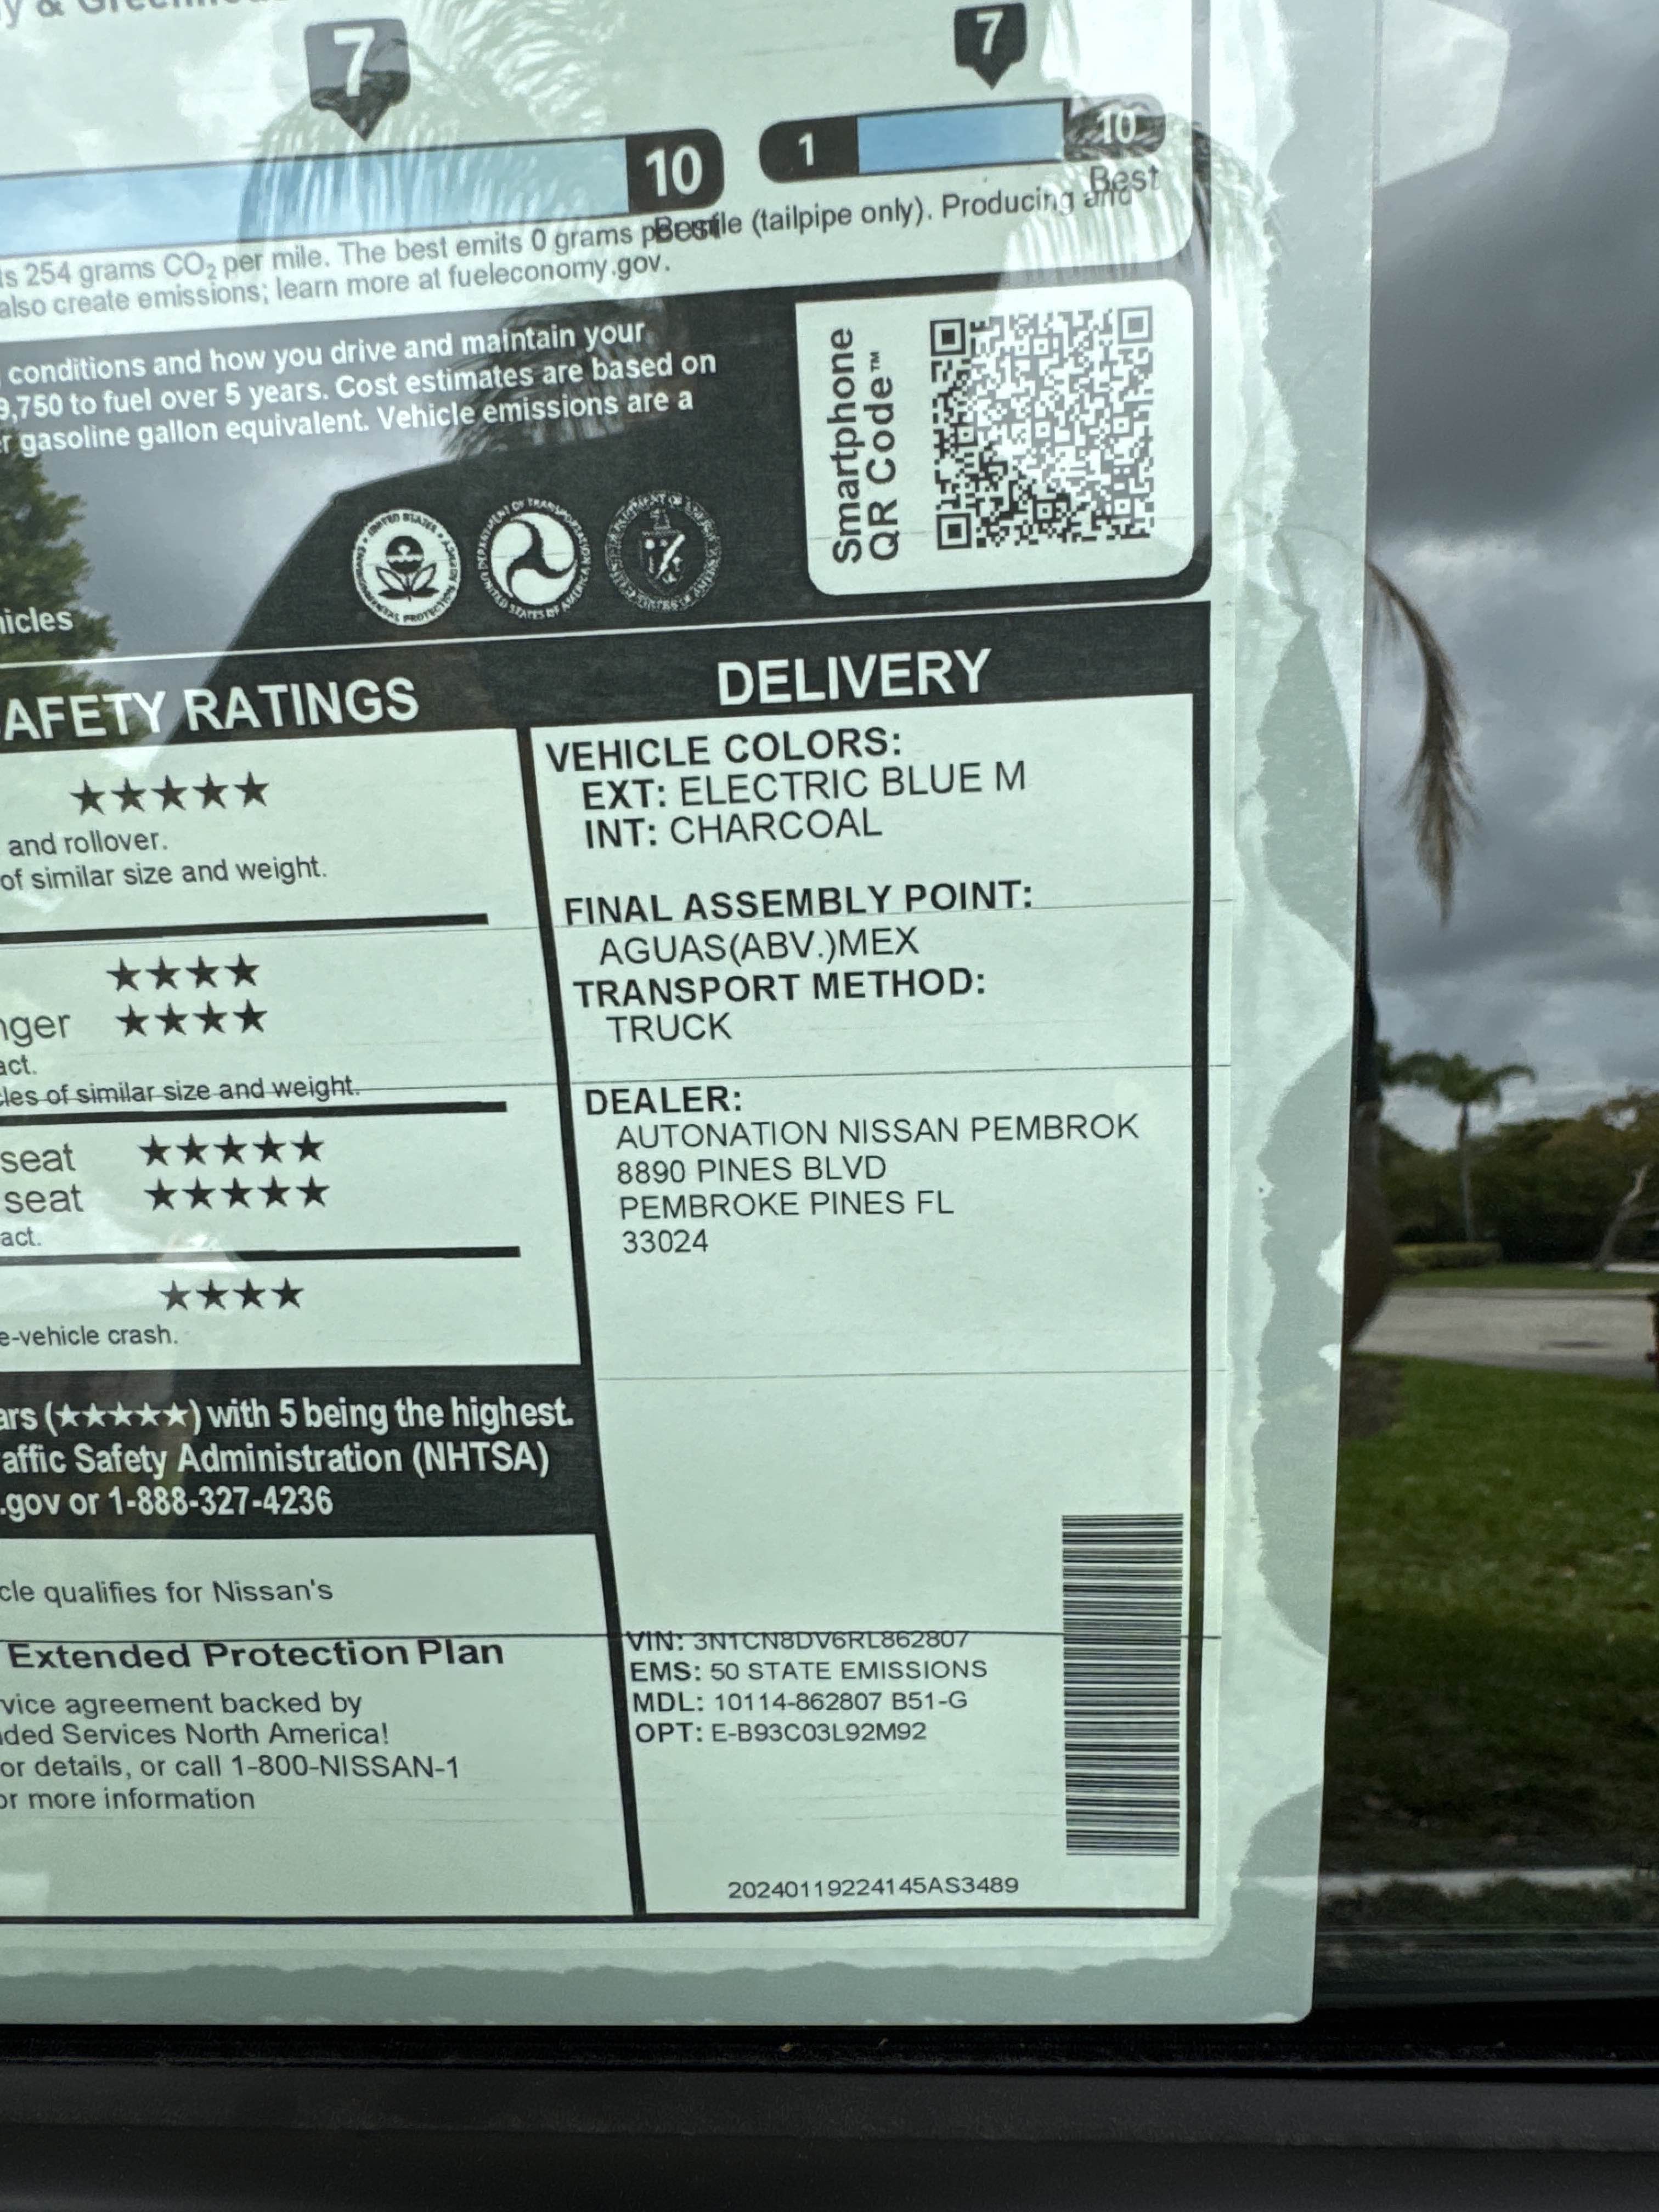 7
7
10
1
10
Best
Best
s 254 grams CO₂ per mile. The best emits 0 grams per mile (tailpipe only). Producing and
also create emissions; learn more at fueleconomy.gov.
conditions and how you drive and maintain your
9,750 to fuel over 5 years. Cost estimates are based on
r gasoline gallon equivalent. Vehicle emissions are a
Smartphone
QR Code™
icles
AFETY RATINGS
★★★★★
and rollover.
of similar size and weight.
★★★★
nger ★★★★
act.
cles of similar size and weight.
seat ★★★★★
seat ★★★★★
act.
★★★★
e-vehicle crash.
ars (★★★★★) with 5 being the highest.
affic Safety Administration (NHTSA)
.gov or 1-888-327-4236
cle qualifies for Nissan's
Extended Protection Plan
vice agreement backed by
ded Services North America!
or details, or call 1-800-NISSAN-1
or more information
DELIVERY
VEHICLE COLORS:
EXT: ELECTRIC BLUE M
INT: CHARCOAL
FINAL ASSEMBLY POINT:
AGUAS(ABV.)MEX
TRANSPORT METHOD:
TRUCK
DEALER:
AUTONATION NISSAN PEMBROK
8890 PINES BLVD
PEMBROKE PINES FL
33024
VIN: 3N1CN8DV6RL862807
EMS: 50 STATE EMISSIONS
MDL: 10114-862807 B51-G
OPT: E-B93C03L92M92
20240119224145AS3489